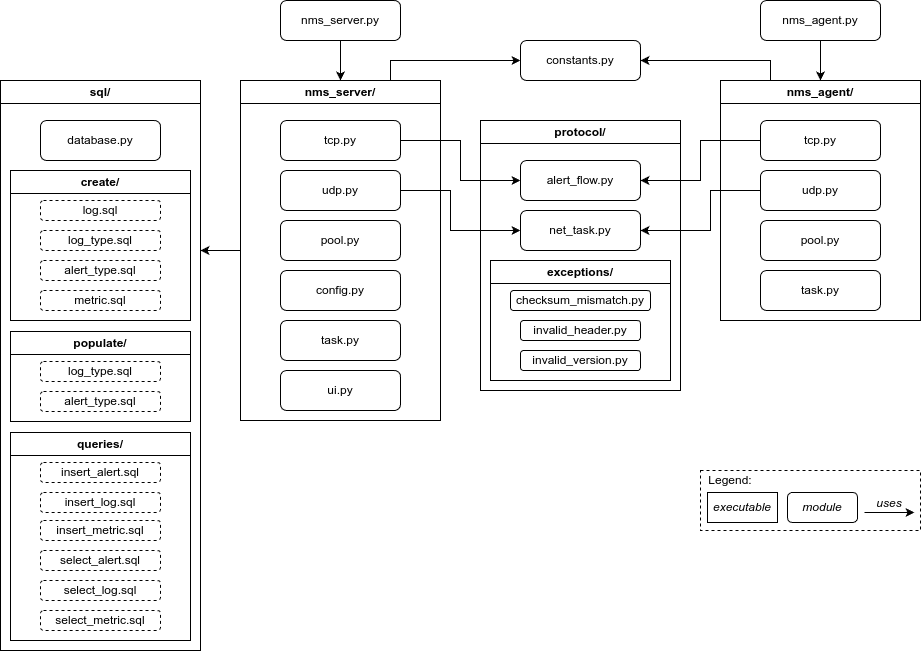 nms_server.py
nms_agent.py
constants.py
sql/
database.py
create/
log.sql
log_type.sql
alert_type.sql
metric.sql
populate/
log_type.sql
alert_type.sql
queries/
insert_alert.sql
insert_log.sql
insert_metric.sql
select_alert.sql
select_log.sql
select_metric.sql
nms_server/
tcp.py
udp.py
pool.py
config.py
task.py
ui.py
protocol/
alert_flow.py
net_task.py
exceptions/
checksum_mismatch.py
invalid_header.py
invalid_version.py
nms_agent/
tcp.py
udp.py
pool.py
task.py
Legend:
executable
module
uses